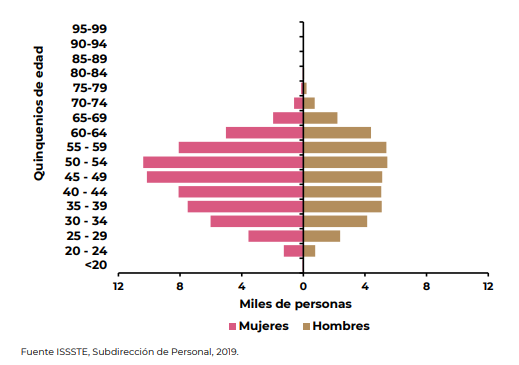 Quinquenios de edad
95-99
90-94
85-89
80-84
75-79
70-74
65-69
60-64
55 - 59
50 - 54
45 - 49
40 - 44
35 - 39
30 - 34
25 - 29
20 - 24
<20
12 8 4 0 4 8 12
Miles de personas
Mujeres Hombres
Fuente ISSSTE, Subdirección de Personal, 2019.